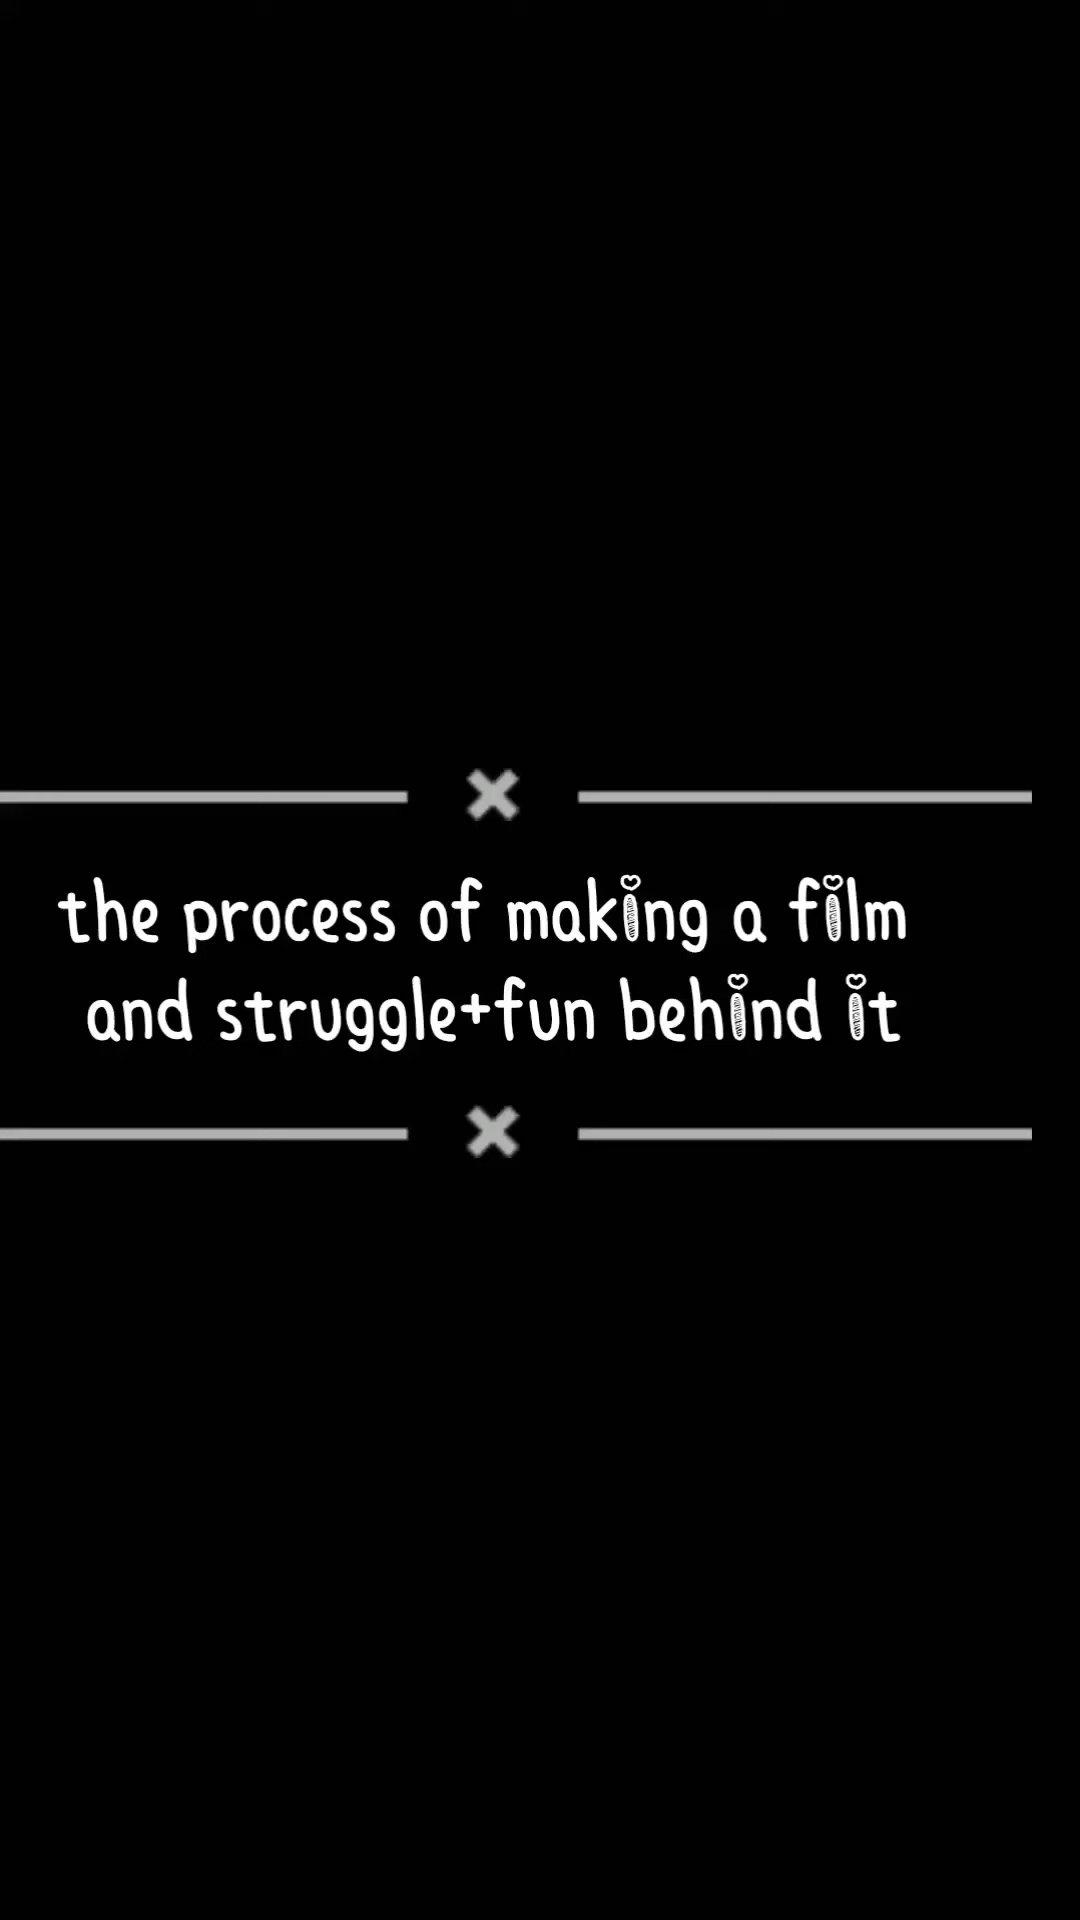 the process of making a film
and struggle+fun behind it